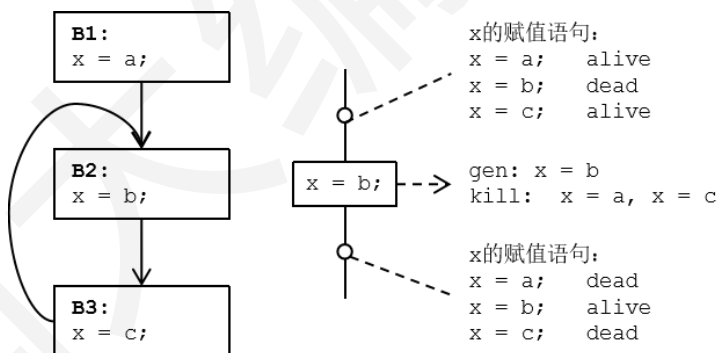 B1:
x = a;
B2:
x = b;
B3:
x = c;
x = b;
x的赋值语句:
x = a; alive
x = b; dead
x = c; alive
gen: x = b
kill: x = a, x = c
x的赋值语句:
x = a; dead
x = b; alive
x = c; dead